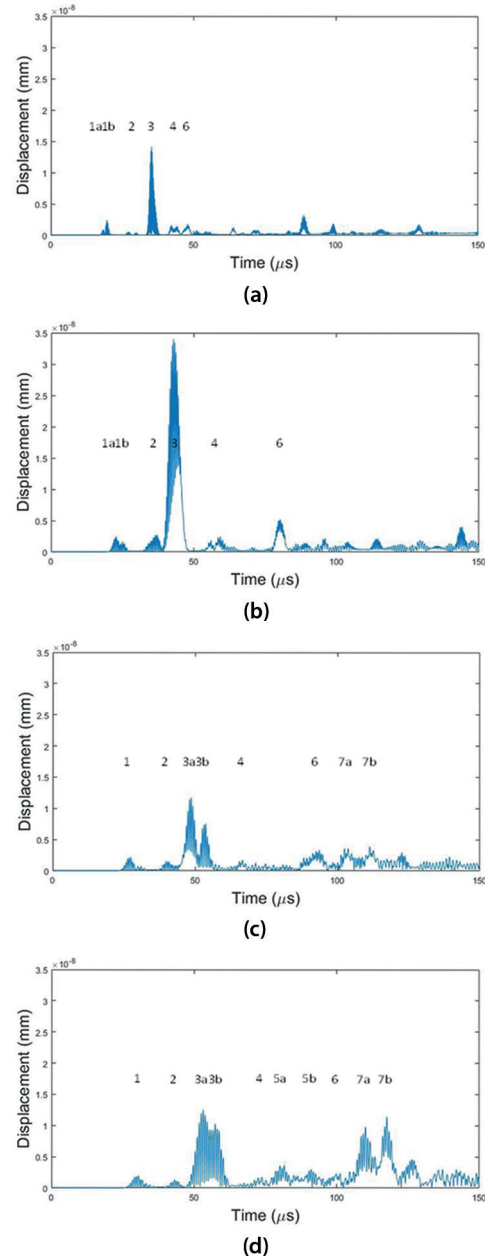 ×10⁻⁸
3.5
3
2.5
2
1.5
1
0.5
0
Displacement (mm)
1a1b 2 3 4 6
0 50 100 150
Time (μs)
(a)
×10⁻⁸
3.5
3
2.5
2
1.5
1
0.5
0
Displacement (mm)
1a1b 2 3 4 6
0 50 100 150
Time (μs)
(b)
×10⁻⁸
3.5
3
2.5
2
1.5
1
0.5
0
Displacement (mm)
1 2 3a3b 4 6 7a 7b
0 50 100 150
Time (μs)
(c)
×10⁻⁸
3.5
3
2.5
2
1.5
1
0.5
0
Displacement (mm)
1 2 3a3b 4 5a 5b 6 7a 7b
0 50 100 150
Time (μs)
(d)